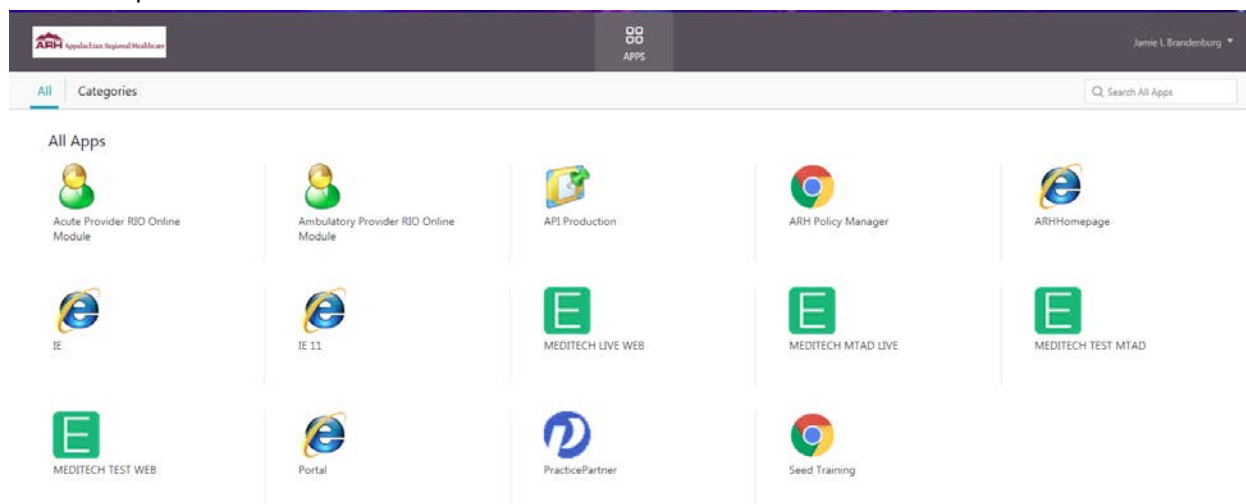 ARH Appalachian Regional Healthcare
APPS
Jamie L Brandenburg
All Categories
Search All Apps
All Apps
Acute Provider RIO Online
Module
Ambulatory Provider RIO Online
Module
API Production
ARH Policy Manager
ARHHomepage
IE
IE 11
MEDITECH LIVE WEB
MEDITECH MTAD LIVE
MEDITECH TEST MTAD
MEDITECH TEST WEB
Portal
PracticePartner
Seed Training